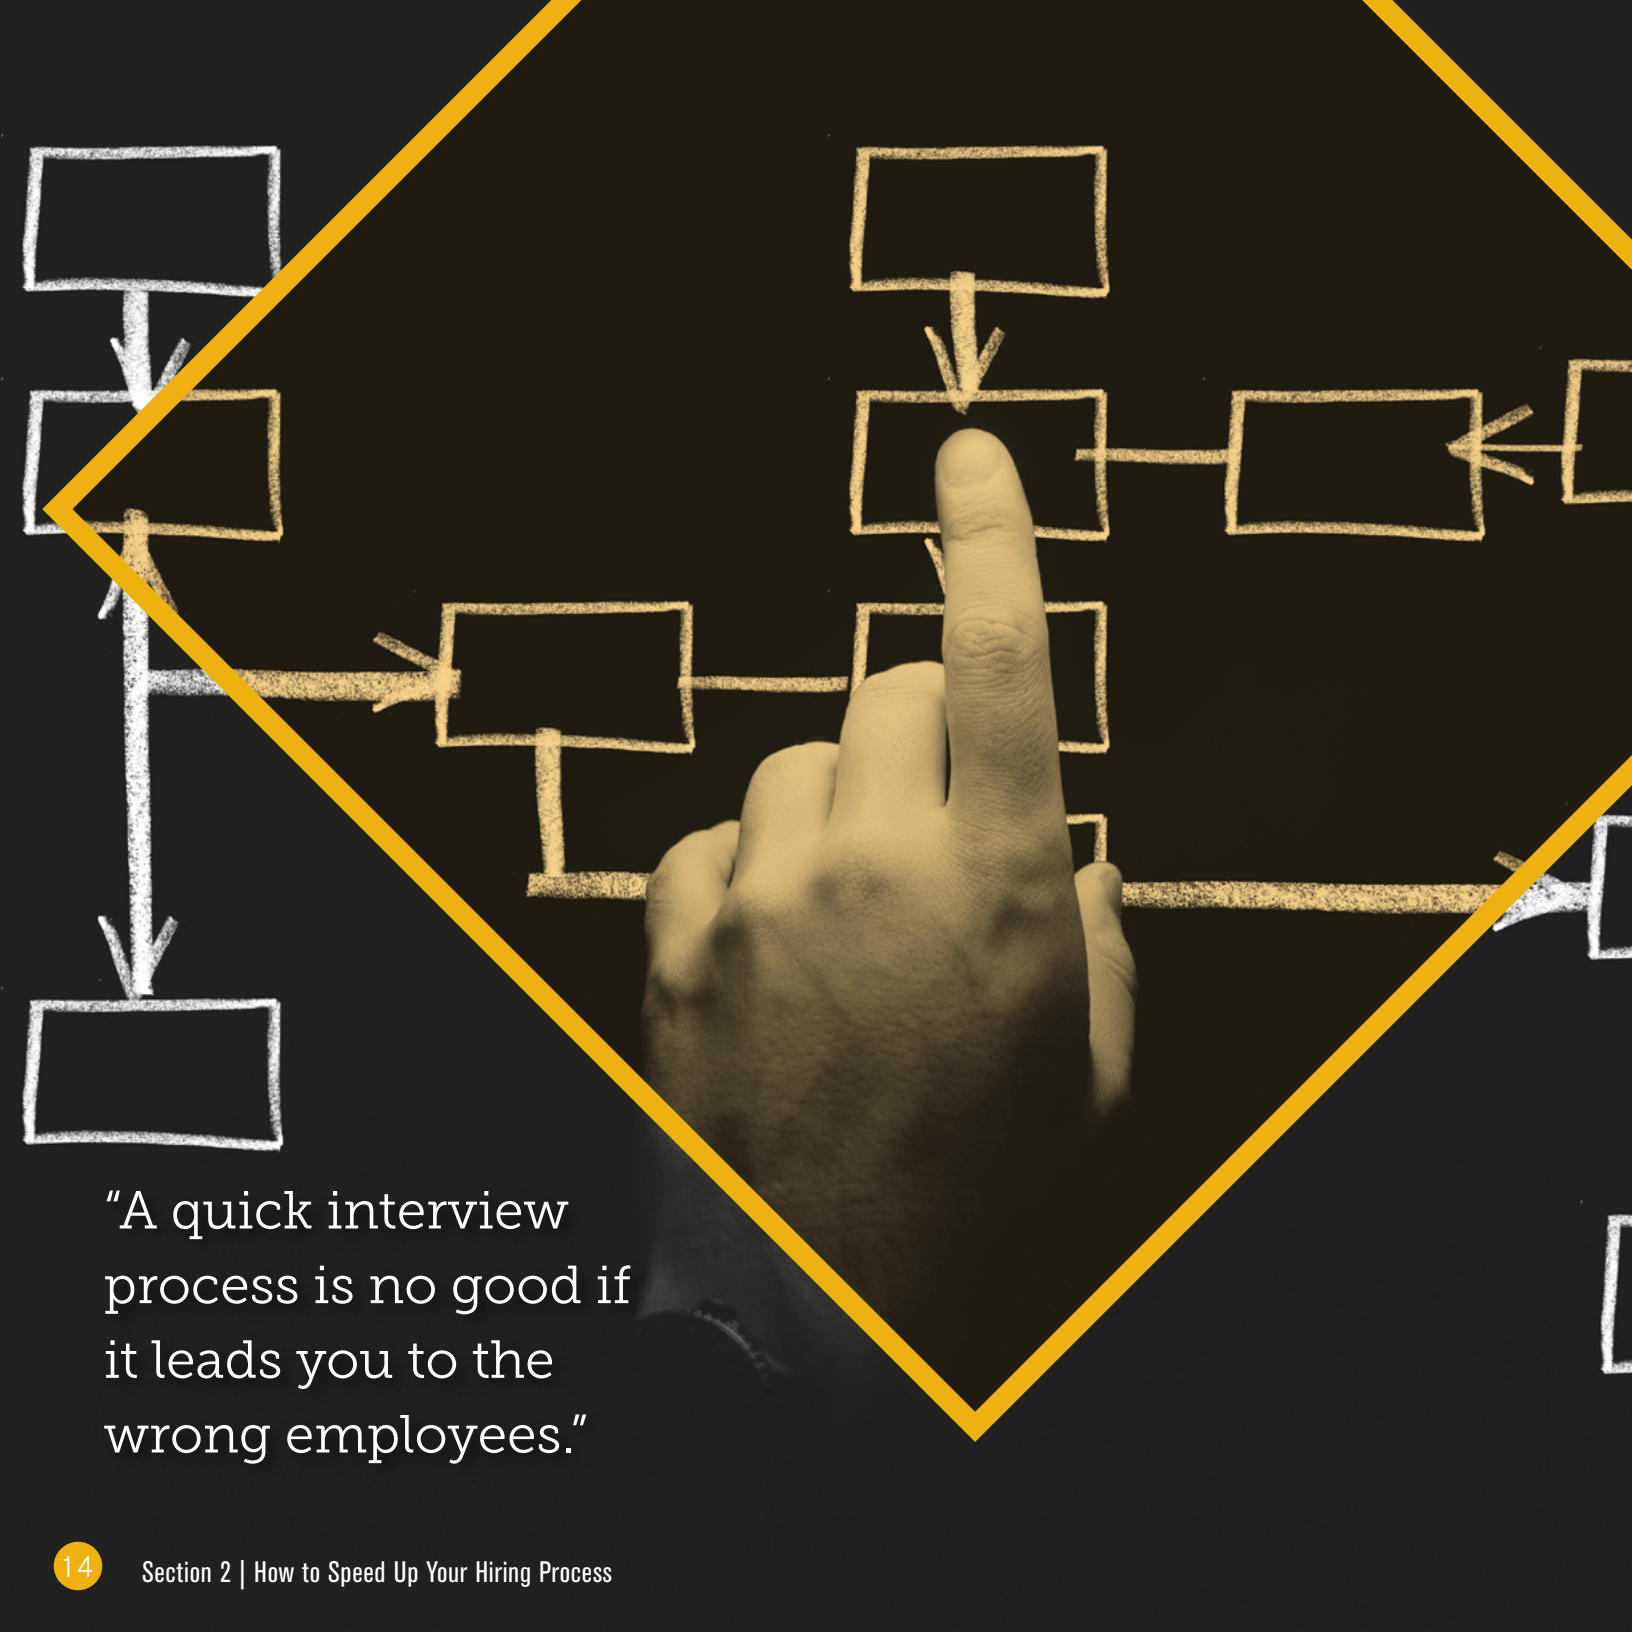 “A quick interview
process is no good if
it leads you to the
wrong employees.”
14 Section 2 | How to Speed Up Your Hiring Process